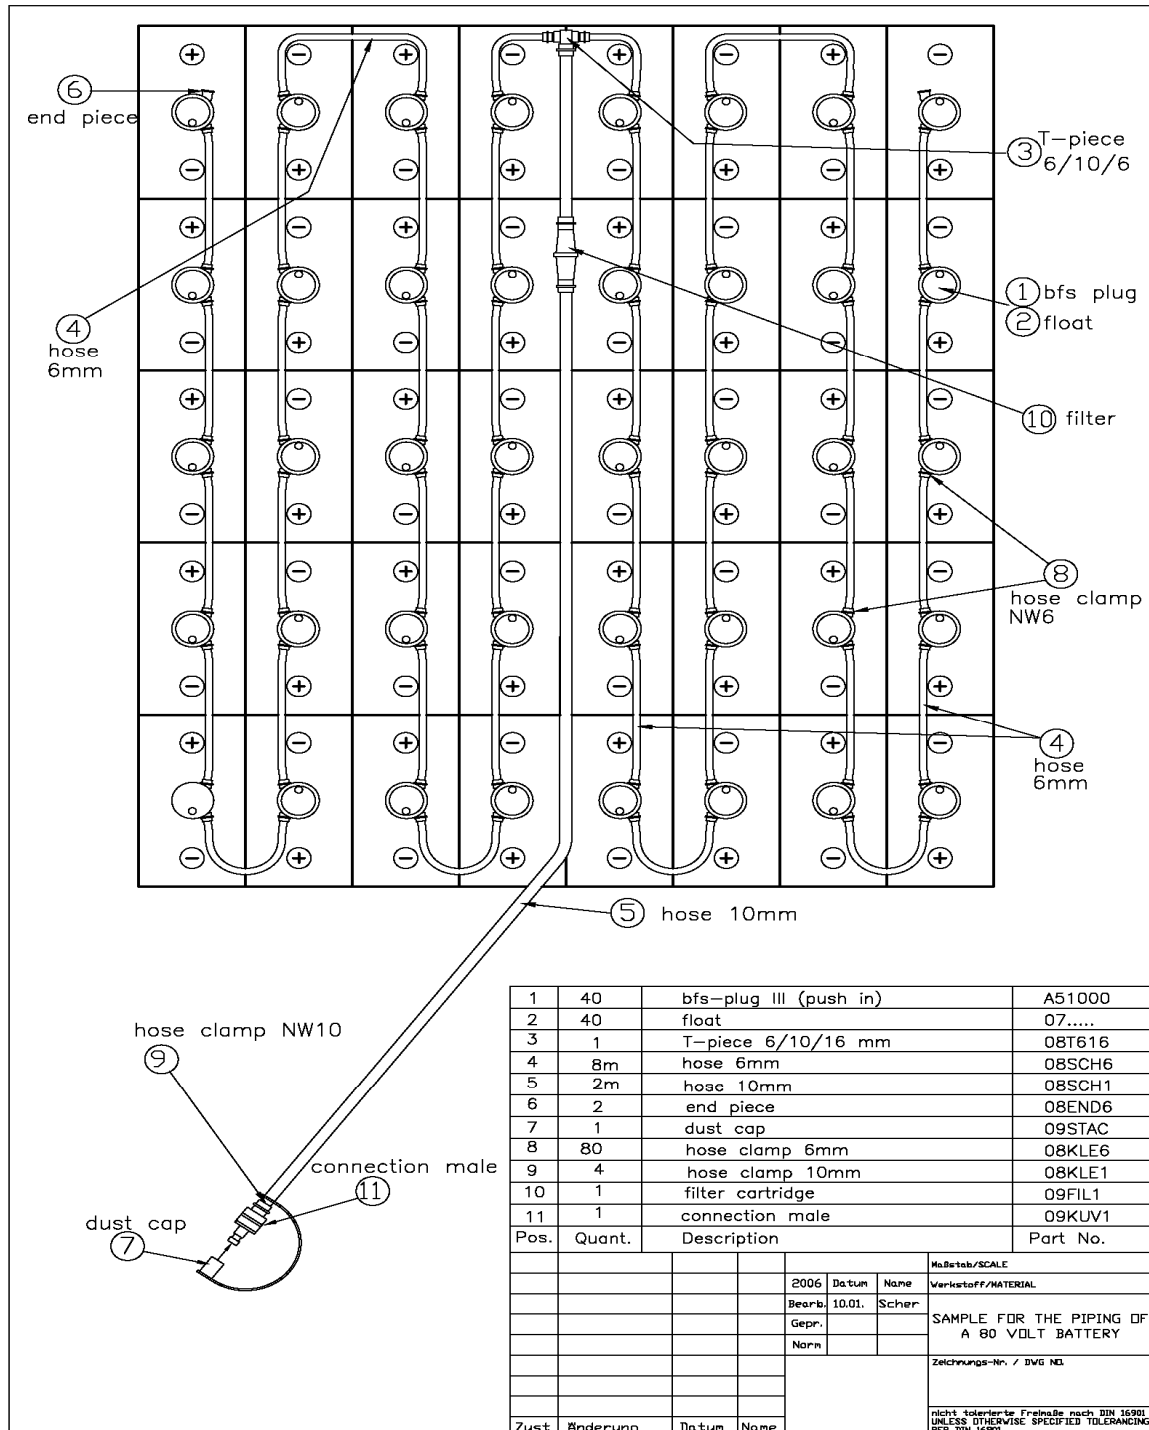 6
end piece
3
T-piece
6/10/6
1 bfs plug
2 float
4
hose
6mm
10 filter
8
hose clamp
NW6
4
hose
6mm
5 hose 10mm
hose clamp NW10
9
connection male
11
dust cap
7
1 40 bfs-plug III (push in) A51000
2 40 float 07.....
3 1 T-piece 6/10/16 mm 08T616
4 8m hose 6mm 08SCH6
5 2m hose 10mm 08SCH1
6 2 end piece 08END6
7 1 dust cap 09STAC
8 80 hose clamp 6mm 08KLE6
9 4 hose clamp 10mm 08KLE1
10 1 filter cartridge 09FIL1
11 1 connection male 09KUV1
Pos. Quant. Description Part No.
Maßstab/SCALE
2006 Datum Name Werkstoff/MATERIAL
Bearb. 10.01. Scher
Gepr.
Norm
SAMPLE FOR THE PIPING OF
A 80 VOLT BATTERY
Zeichnungs-Nr. / DWG NO.
nicht tolerierte Freimaße nach DIN 16901
UNLESS OTHERWISE SPECIFIED TOLERANCING
PER DIN 16901
Zust Änderung Datum Name